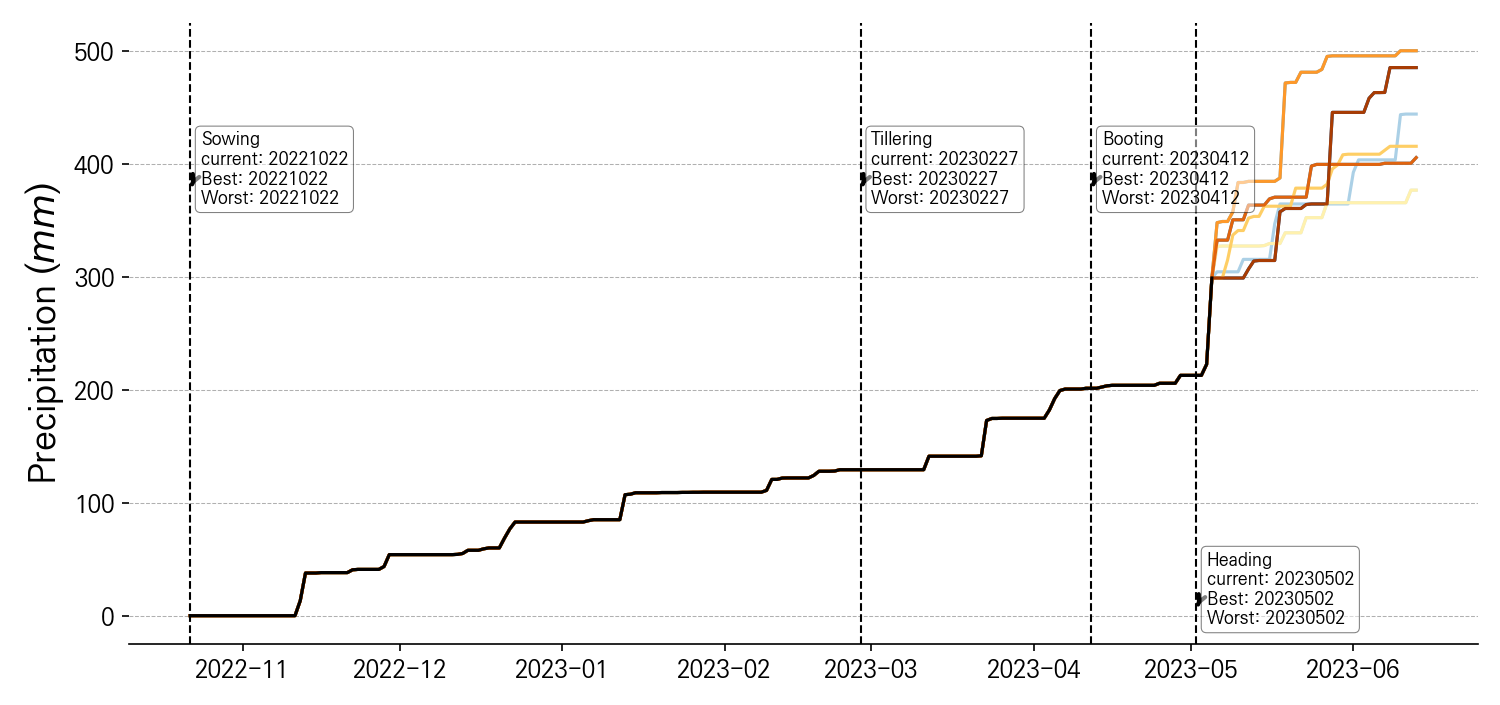 Precipitation (mm)
500
400
300
200
100
0
Sowing
current: 20221022
Best: 20221022
Worst: 20221022
Tillering
current: 20230227
Best: 20230227
Worst: 20230227
Booting
current: 20230412
Best: 20230412
Worst: 20230412
Heading
current: 20230502
Best: 20230502
Worst: 20230502
2022-11 2022-12 2023-01 2023-02 2023-03 2023-04 2023-05 2023-06